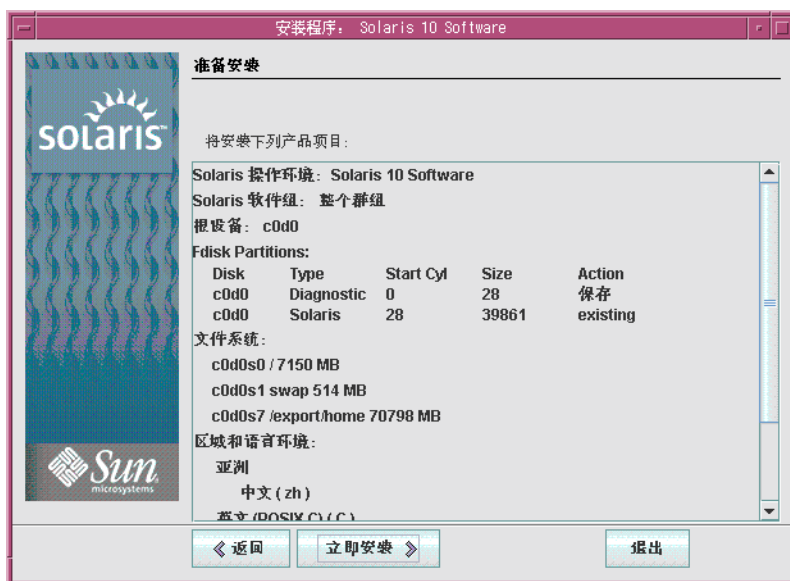 安装程序： Solaris 10 Software
准备安装
solaris
将安装下列产品项目：
Solaris 操作环境： Solaris 10 Software
Solaris 软件组： 整个群组
根设备： c0d0
Fdisk Partitions:
Disk Type Start Cyl Size Action
c0d0 Diagnostic 0 28 保存
c0d0 Solaris 28 39861 existing
文件系统：
c0d0s0 / 7150 MB
c0d0s1 swap 514 MB
c0d0s7 /export/home 70798 MB
区域和语言环境：
亚洲
中文 ( zh )
英文 (POSIX C) ( C )
Sun
microsystems
返回
立即安装
退出